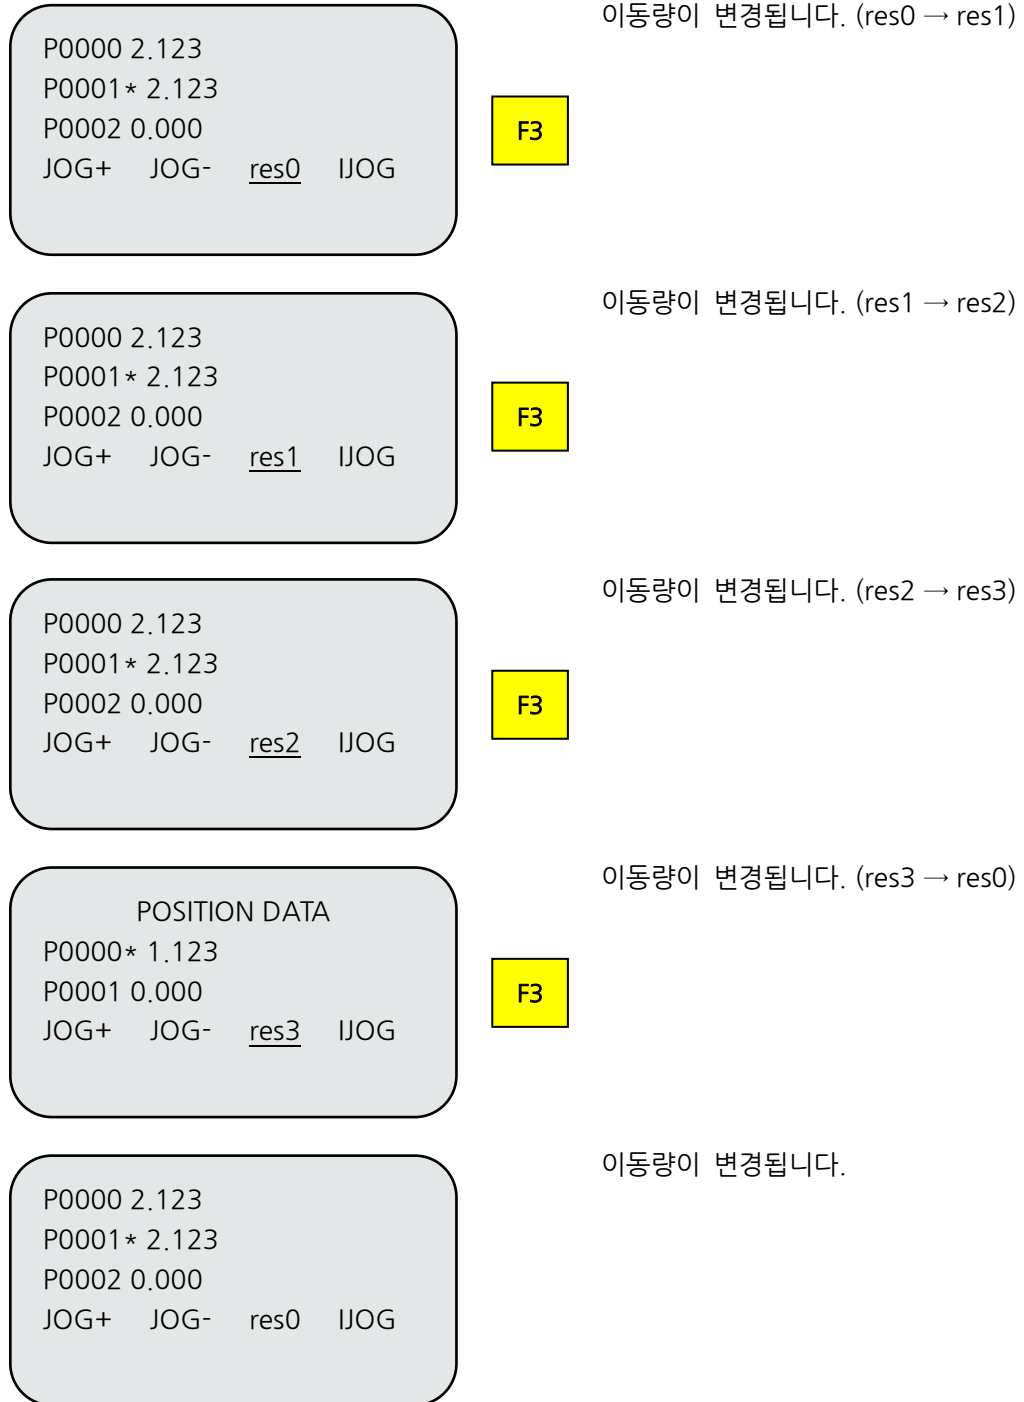 이동량이 변경됩니다. (res0 → res1)
P0000 2.123
P0001* 2.123
P0002 0.000
JOG+ JOG- res0 IJOG
F3
이동량이 변경됩니다. (res1 → res2)
P0000 2.123
P0001* 2.123
P0002 0.000
JOG+ JOG- res1 IJOG
F3
이동량이 변경됩니다. (res2 → res3)
P0000 2.123
P0001* 2.123
P0002 0.000
JOG+ JOG- res2 IJOG
F3
이동량이 변경됩니다. (res3 → res0)
POSITION DATA
P0000* 1.123
P0001 0.000
JOG+ JOG- res3 IJOG
F3
이동량이 변경됩니다.
P0000 2.123
P0001* 2.123
P0002 0.000
JOG+ JOG- res0 IJOG